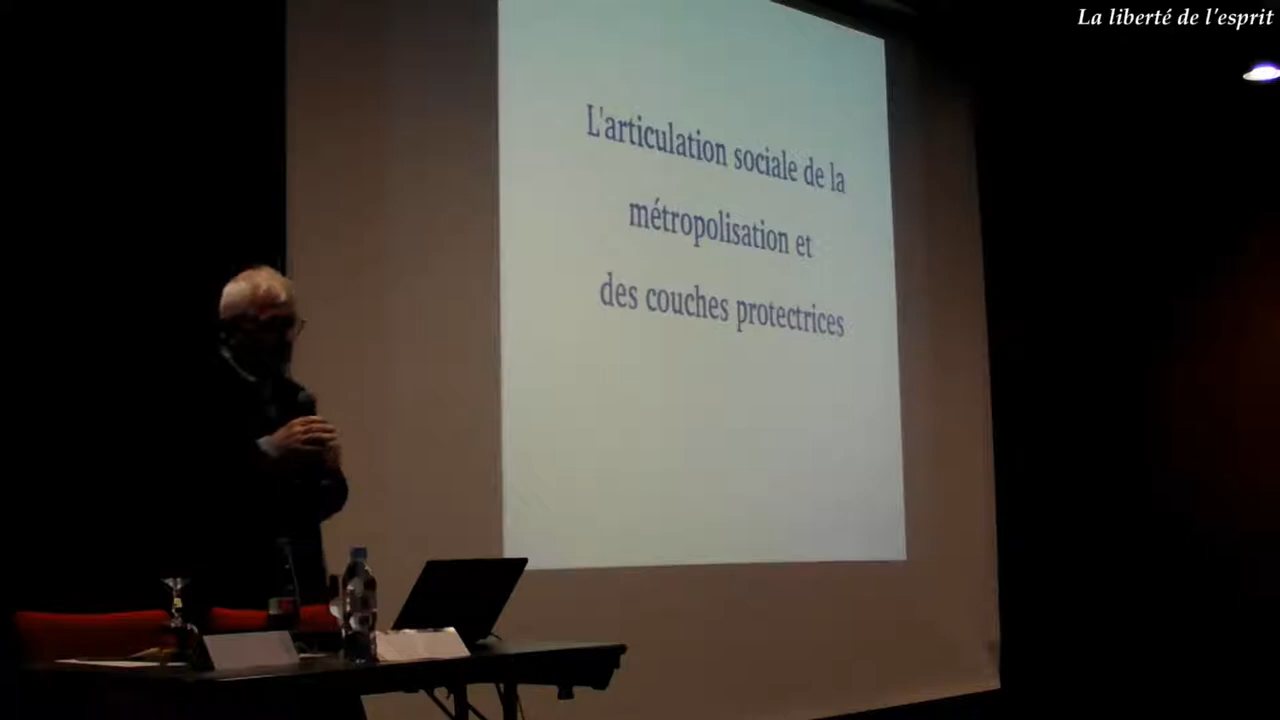 La liberté de l'esprit
L'articulation sociale de la
métropolisation et
des couches protectrices